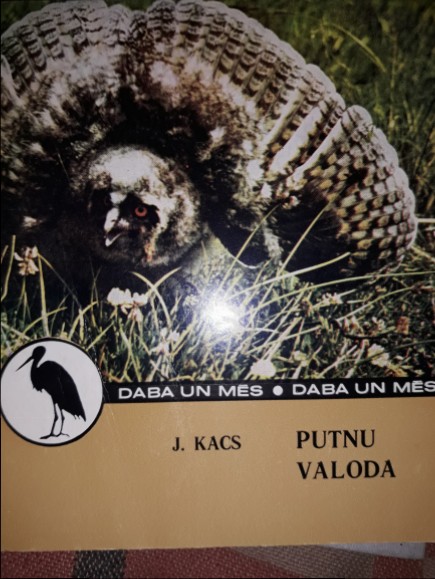 DABA UN MĒS ● DABA UN MĒS
J. KACS
PUTNU
VALODA